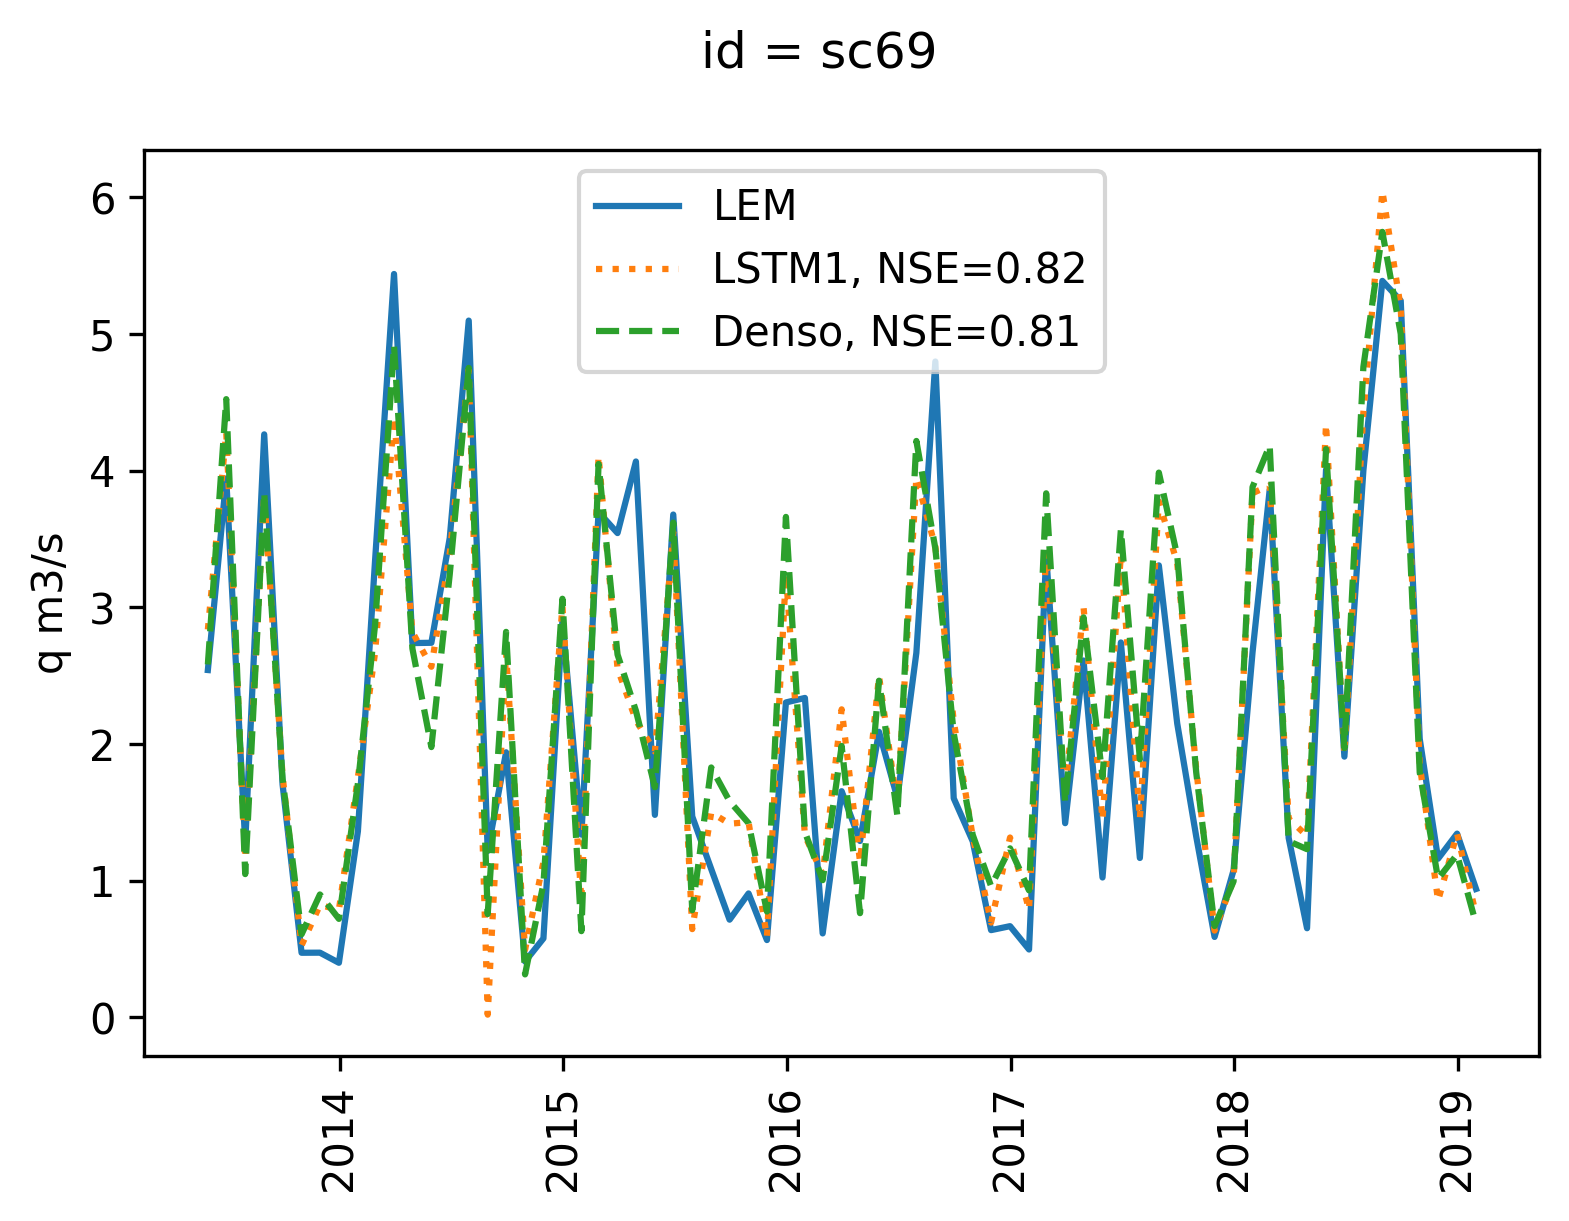 id = sc69
LEM
LSTM1, NSE=0.82
Denso, NSE=0.81
q m3/s
6
5
4
3
2
1
0
2014
2015
2016
2017
2018
2019